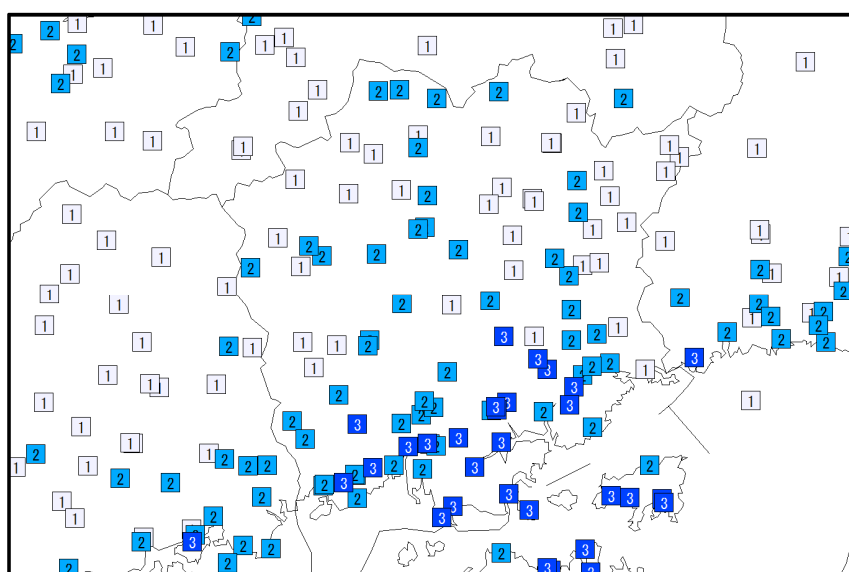 2
1 1 1 1
2 1 1
2 1 1 1
2 2 1 1 1
1 1
2 2 2 2 1 2 2
1 1
1 1 1 1 1
1 1 1 2 1 1 1
1 1
1 1 2
1 1 2 1 1 1
1 1 2 1
1 2 1 1
1 1 2 1 1 1
1 2 2 2 2 1 2
1 2 1 1 2 1 1 2 1
1 1 2 1 2
1 2 1 2 2 2
1 2 1 2 2
1 3 1 2 1 2
1 2 1 1 1 2 2 2 2
3 3
1 1 3 2 2 1
1 1 1 2 3
1 2 2 3 3 1
2 3 2 2 2
1 2 3 2 2
1 2 3 3
2 1 1 3 3 2 3
1 1 2 2 2 3 2 2 3 2
2 2 2 3
1 2 2 3 3 3 3
1 2 3 3 3
1 2 3 2 2
2 2 2 3
2 3 3